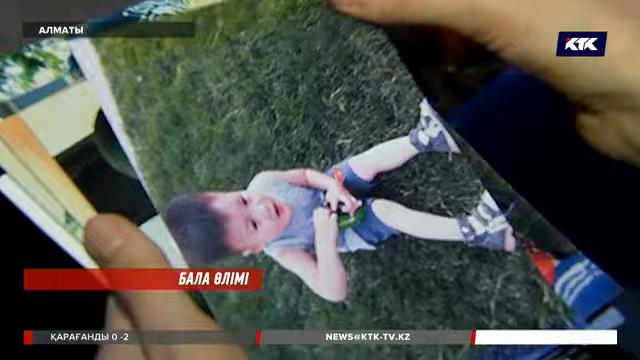 АЛМАТЫ
КТК
БАЛА ӨЛІМІ
ҚАРАҒАНДЫ 0 -2
NEWS@KTK-TV.KZ